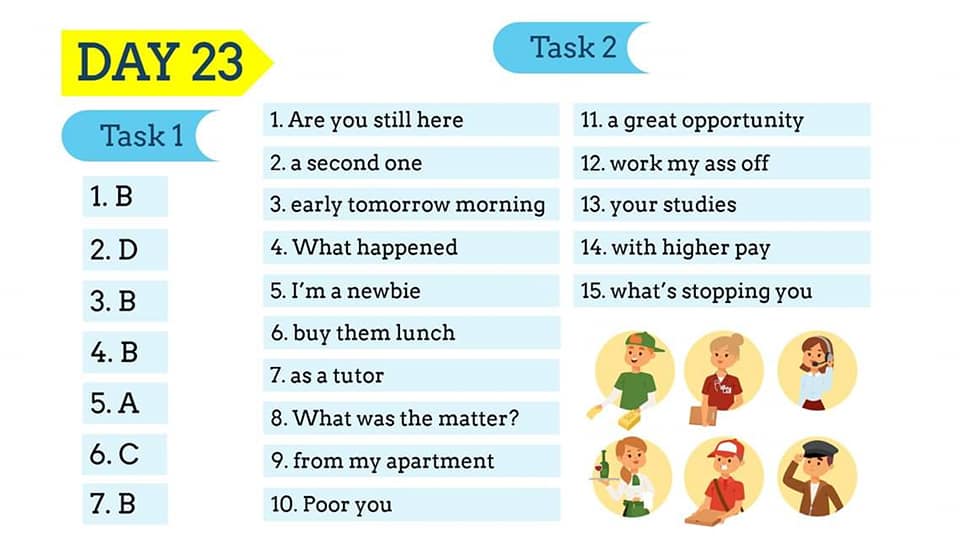 DAY 23
Task 1
1. B
2. D
3. B
4. B
5. A
6. C
7. B
Task 2
1. Are you still here
2. a second one
3. early tomorrow morning
4. What happened
5. I’m a newbie
6. buy them lunch
7. as a tutor
8. What was the matter?
9. from my apartment
10. Poor you
11. a great opportunity
12. work my ass off
13. your studies
14. with higher pay
15. what’s stopping you